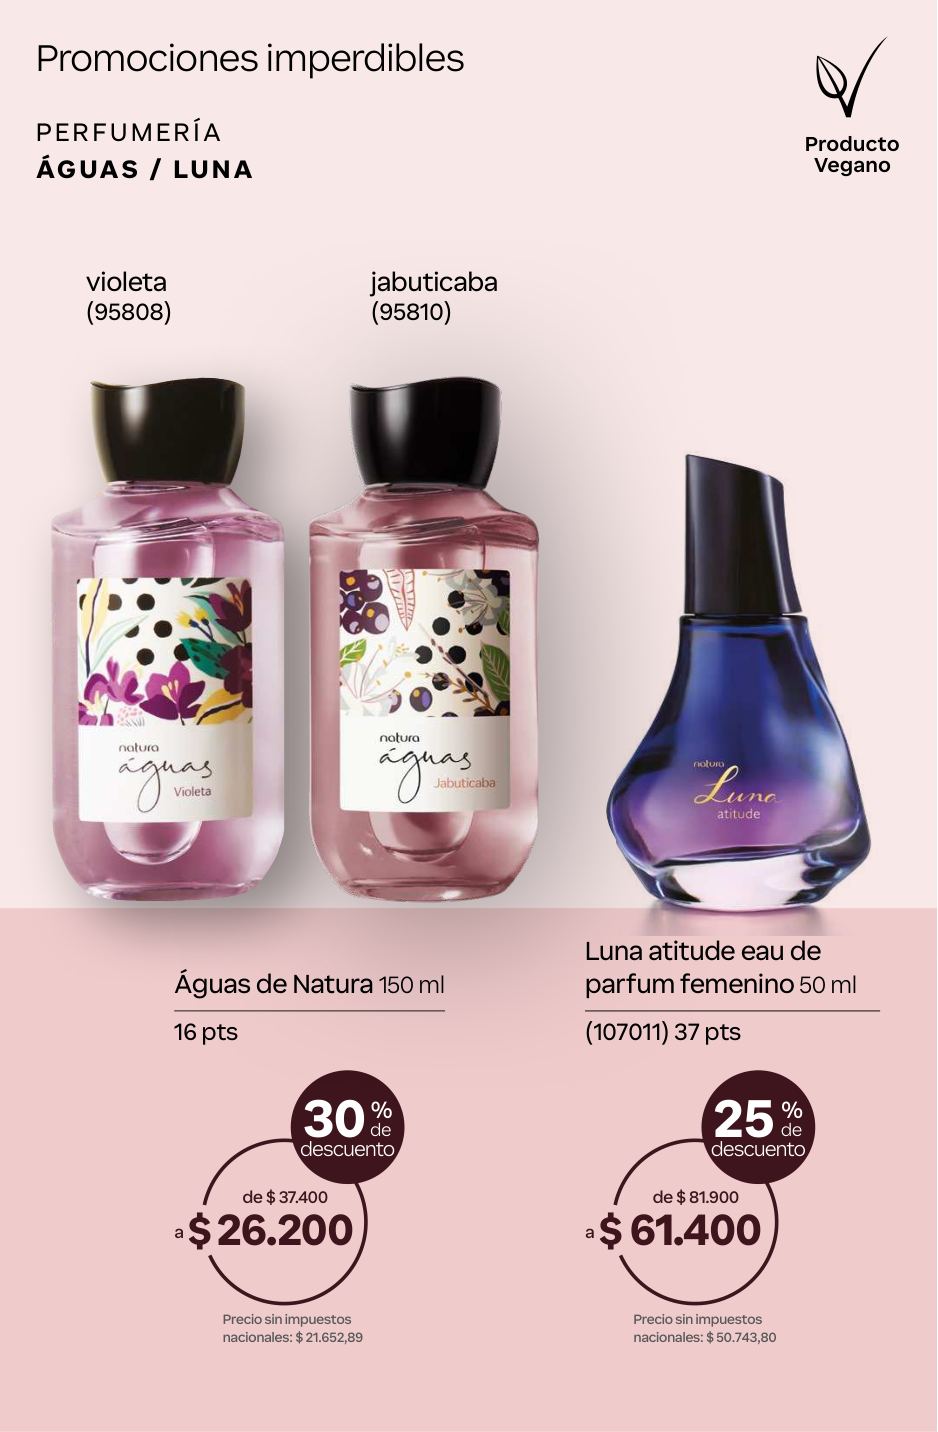 Promociones imperdibles
PERFUMERÍA
ÁGUAS / LUNA
Producto
Vegano
violeta
(95808)
jabuticaba
(95810)
natura
águas
Violeta
natura
águas
Jabuticaba
natura
Luna
atitude
Águas de Natura 150 ml
16 pts
30 %
de
descuento
de $ 37.400
a $ 26.200
Precio sin impuestos
nacionales: $ 21.652,89
Luna atitude eau de
parfum femenino 50 ml
(107011) 37 pts
25 %
de
descuento
de $ 81.900
a $ 61.400
Precio sin impuestos
nacionales: $ 50.743,80